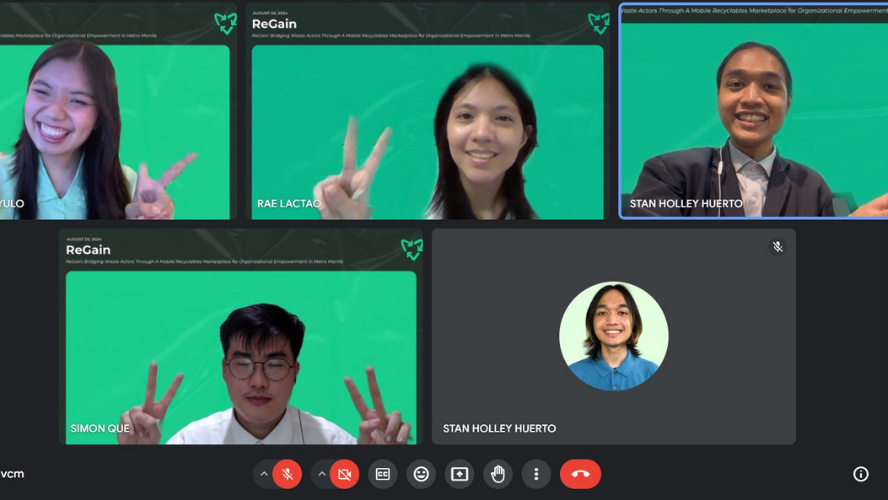 AUGUST 02, 2024
ReGain
ReGain: Bridging Waste Actors Through A Mobile Recyclables Marketplace for Organizational Empowerment in Metro Manila
Waste Actors Through A Mobile Recyclables Marketplace for Organizational Empowerment
yclables Marketplace for Organizational Empowerment in Metro Manila
YULO
RAE LACTAO
STAN HOLLEY HUERTO
AUGUST 02, 2024
ReGain
ReGain: Bridging Waste Actors Through A Mobile Recyclables Marketplace for Organizational Empowerment in Metro Manila
SIMON QUE
STAN HOLLEY HUERTO
vcm
CC